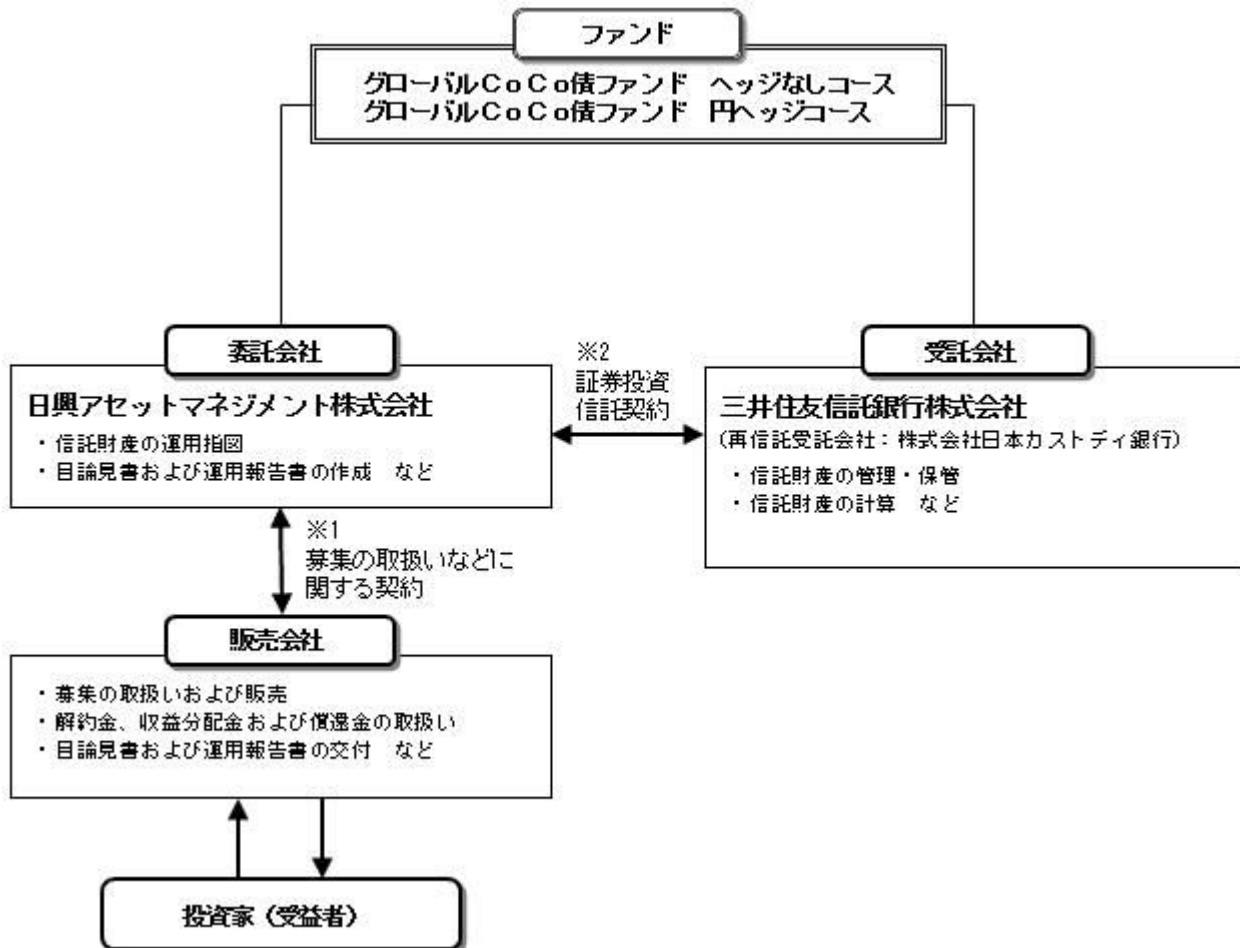 ファンド
グローバルCoCo債ファンド　ヘッジなしコース
グローバルCoCo債ファンド　円ヘッジコース
委託会社
日興アセットマネジメント株式会社
・信託財産の運用指図
・目論見書および運用報告書の作成　など
※2
証券投資
信託契約
受託会社
三井住友信託銀行株式会社
(再信託受託会社：株式会社日本カストディ銀行)
・信託財産の管理・保管
・信託財産の計算　など
※1
募集の取扱いなどに
関する契約
販売会社
・募集の取扱いおよび販売
・解約金、収益分配金および償還金の取扱い
・目論見書および運用報告書の交付　など
投資家（受益者）